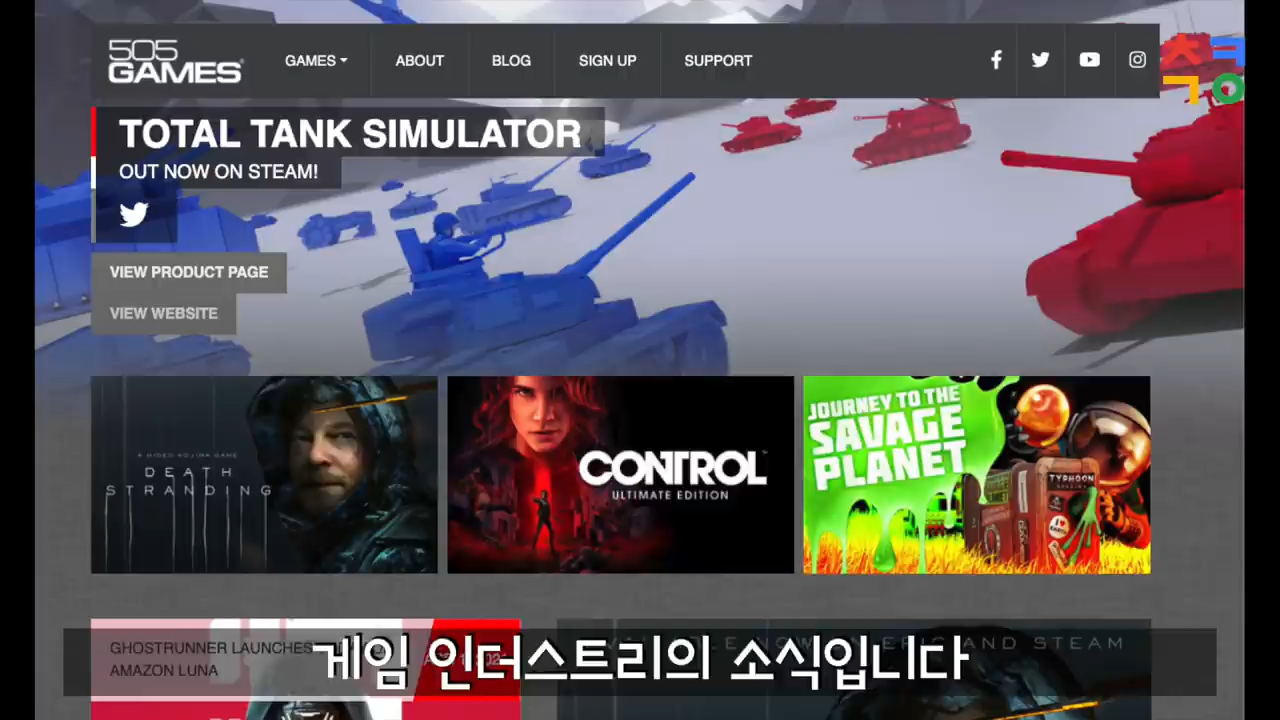 505
GAMES
GAMES
ABOUT
BLOG
SIGN UP
SUPPORT
TOTAL TANK SIMULATOR
OUT NOW ON STEAM!
VIEW PRODUCT PAGE
VIEW WEBSITE
A HIDEO KOJIMA GAME
DEATH
STRANDING
CONTROL
ULTIMATE EDITION
JOURNEY TO THE
SAVAGE
PLANET
TYPHOON
I
GHOSTRUNNER LAUNCHES
AMAZON LUNA
AND STEAM
게임 인더스트리의 소식입니다